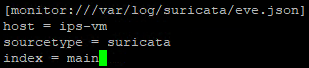 [monitor:///var/log/suricata/eve.json]
host = ips-vm
sourcetype = suricata
index = main